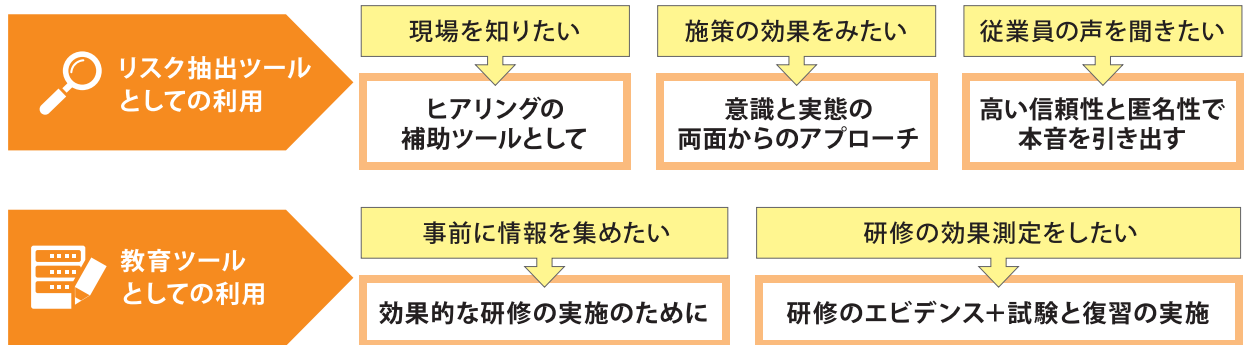 リスク抽出ツール
としての利用
現場を知りたい
ヒアリングの
補助ツールとして
施策の効果をみたい
意識と実態の
両面からのアプローチ
従業員の声を聞きたい
高い信頼性と匿名性で
本音を引き出す
教育ツール
としての利用
事前に情報を集めたい
効果的な研修の実施のために
研修の効果測定をしたい
研修のエビデンス+試験と復習の実施